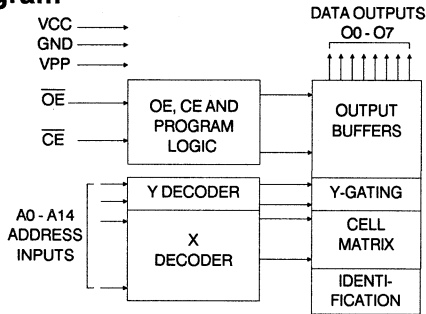 DATA OUTPUTS
O0 - O7
VCC
GND
VPP
OE
CE
OE, CE AND
PROGRAM
LOGIC
OUTPUT
BUFFERS
A0 - A14
ADDRESS
INPUTS
Y DECODER
X
DECODER
Y-GATING
CELL
MATRIX
IDENTI-
FICATION